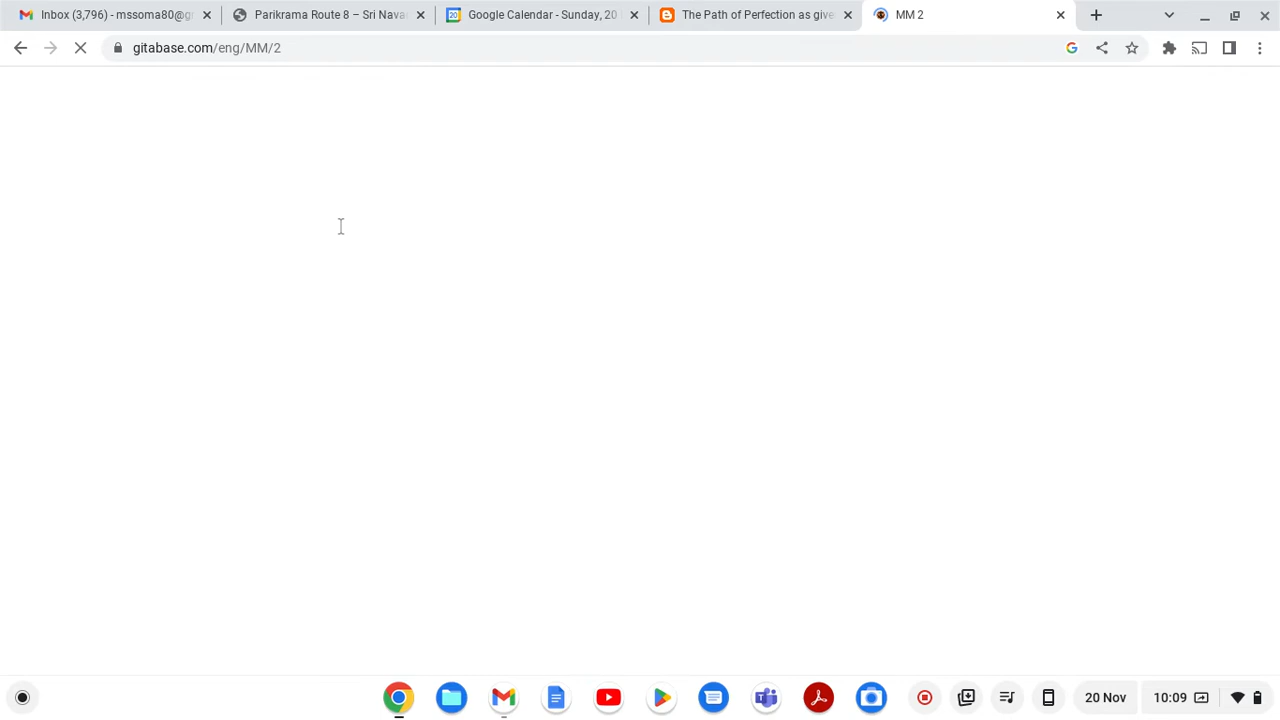 Inbox (3,796) - mssoma80@g
Parikrama Route 8 – Sri Nava
Google Calendar - Sunday, 20
The Path of Perfection as give
MM 2
gitabase.com/eng/MM/2
20 Nov
10:09